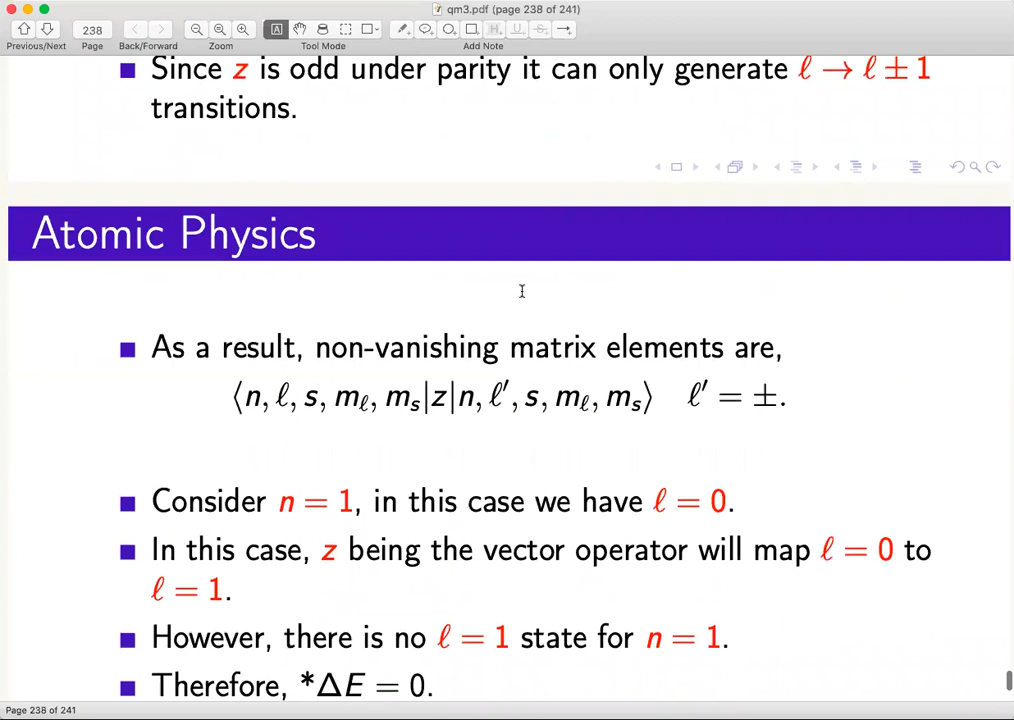 qm3.pdf (page 238 of 241)
238
Previous/Next Page Back/Forward Zoom Tool Mode Add Note
Since z is odd under parity it can only generate ℓ → ℓ ± 1
transitions.
Atomic Physics
As a result, non-vanishing matrix elements are,
⟨n, ℓ, s, m_ℓ, m_s|z|n, ℓ′, s, m_ℓ, m_s⟩ ℓ′ = ±.
Consider n = 1, in this case we have ℓ = 0.
In this case, z being the vector operator will map ℓ = 0 to
ℓ = 1.
However, there is no ℓ = 1 state for n = 1.
Therefore, *ΔE = 0.
Page 238 of 241